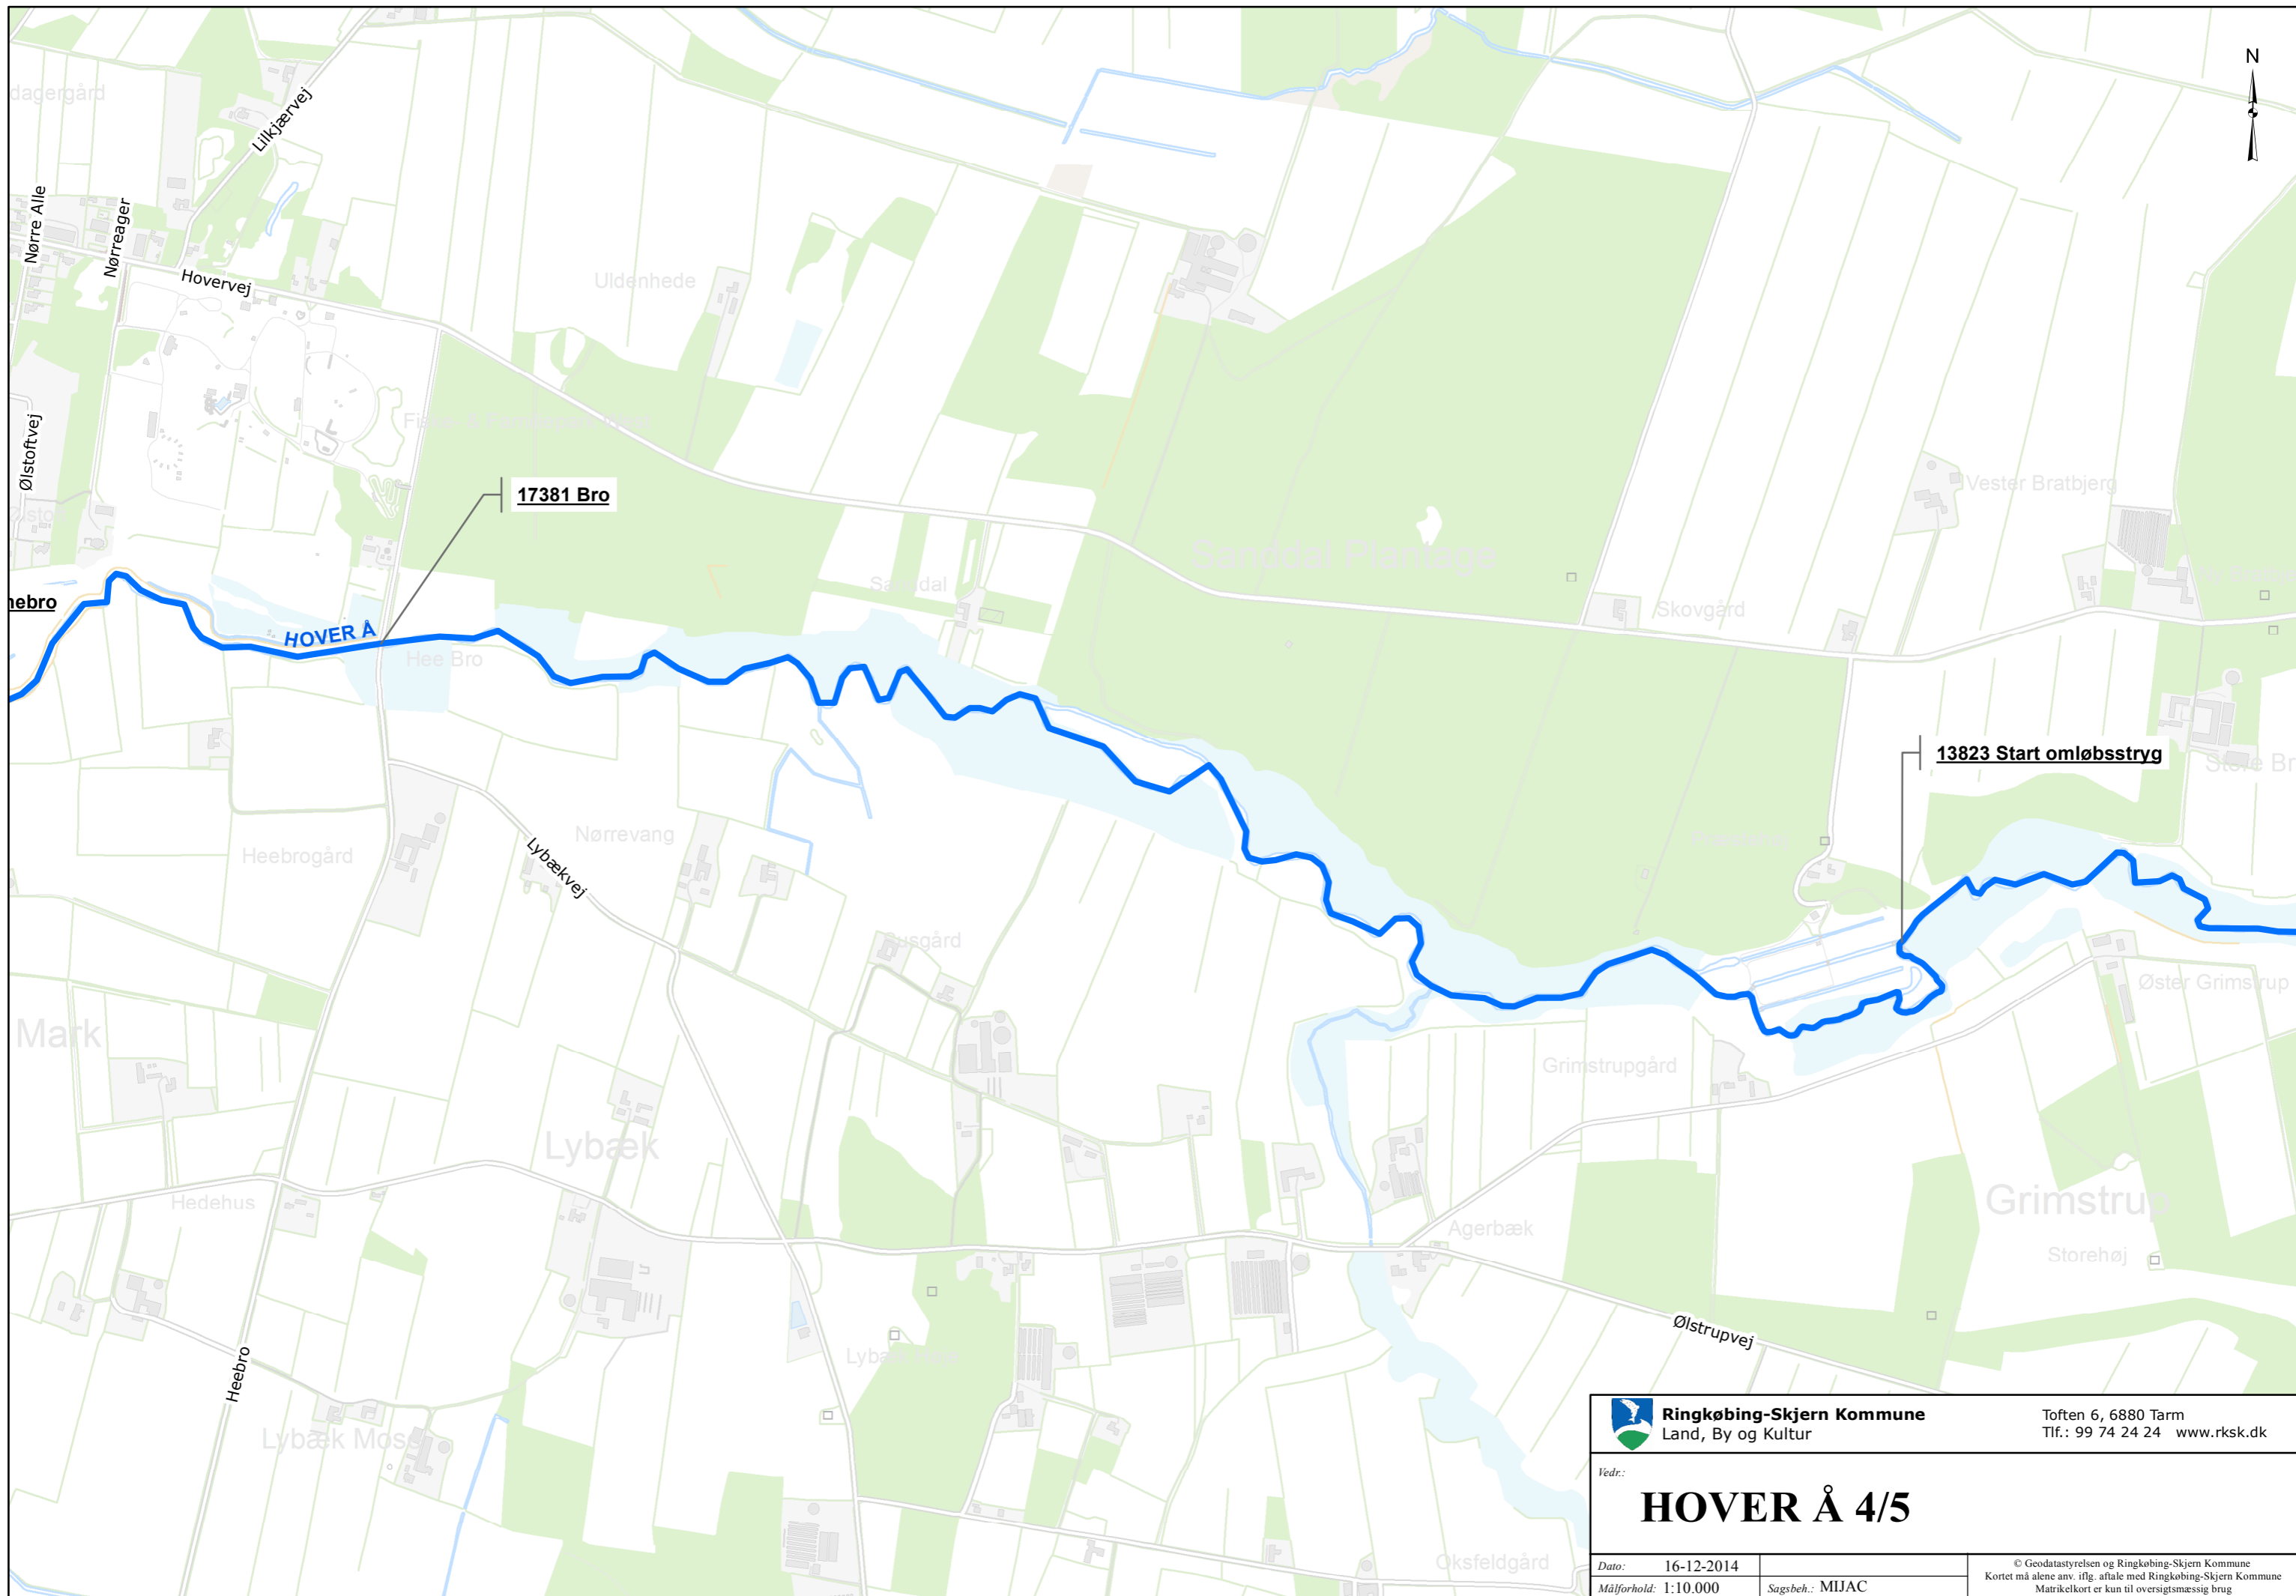 dagergård
Lilkjærvej
N
Nørre Alle
Nørreager
Hovervej
Uldenhede
Ølstoftvej
17381 Bro
Vester Bratbjerg
Sanddal Plantage
Sanddal
Skovgård
nebro
HOVER Å
Hee Bro
13823 Start omløbsstryg
Nørrevang
Heebrogård
Lybækvej
Øster Grimstrup
Mark
Grimstrupgård
Lybæk
Hedehus
Grimstrup
Agerbæk
Storehøj
Ølstrupvej
Heebro
Lybæk Mose
Oksfeldgård
Ringkøbing-Skjern Kommune
Land, By og Kultur
Toften 6, 6880 Tarm
Tlf.: 99 74 24 24 www.rksk.dk
Vedr.:
HOVER Å 4/5
Dato: 16-12-2014
Målforhold: 1:10.000
Sagsbeh.: MIJAC
© Geodatastyrelsen og Ringkøbing-Skjern Kommune
Kortet må alene anv. iflg. aftale med Ringkøbing-Skjern Kommune
Matrikelkort er kun til oversigtsmæssig brug